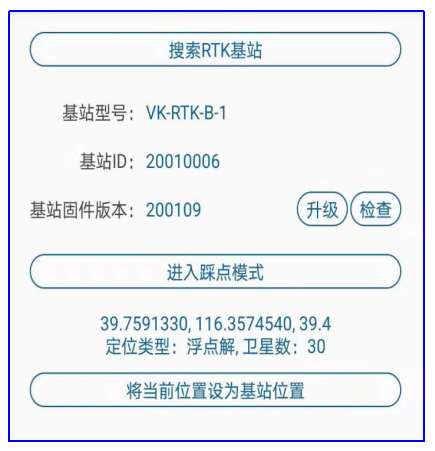 搜索RTK基站
基站型号：VK-RTK-B-1
基站ID：20010006
基站固件版本：200109 升级 检查
进入踩点模式
39.7591330, 116.3574540, 39.4
定位类型：浮点解, 卫星数：30
将当前位置设为基站位置